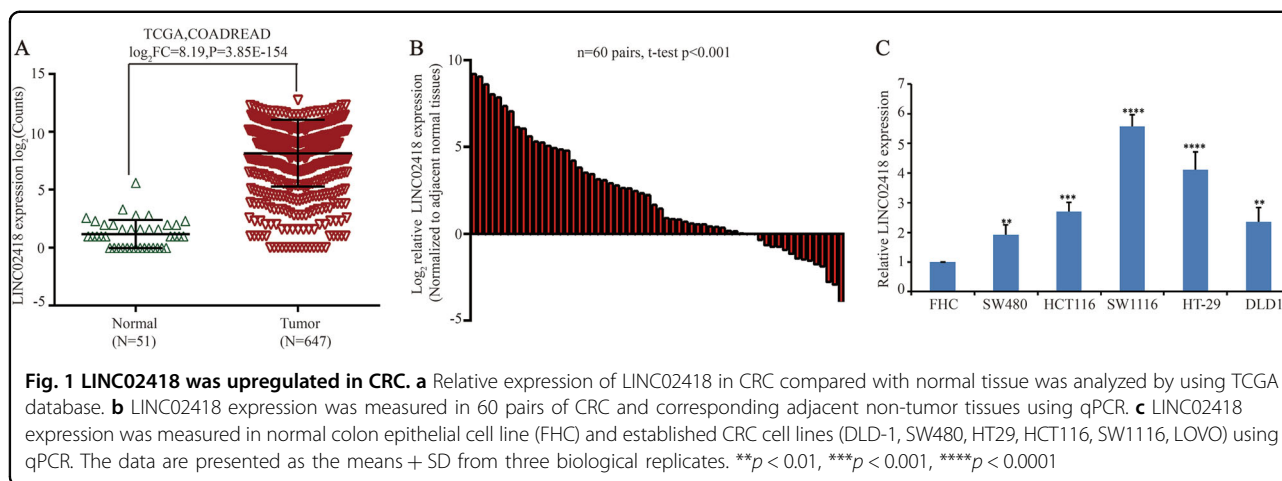 A
TCGA,COADREAD
log₂FC=8.19,P=3.85E-154
LINC02418 expression log₂(Counts)
15
10
5
0
-5
Normal
(N=51)
Tumor
(N=647)
B
n=60 pairs, t-test p<0.001
Log₂ relative LINC02418 expression
(Normalized to adjacent normal tissues)
10
5
0
-5
C
Relative LINC02418 expression
7
6
5
4
3
2
1
0
**
***
****
****
**
FHC SW480 HCT116 SW1116 HT-29 DLD1
Fig. 1 LINC02418 was upregulated in CRC. a Relative expression of LINC02418 in CRC compared with normal tissue was analyzed by using TCGA
database. b LINC02418 expression was measured in 60 pairs of CRC and corresponding adjacent non-tumor tissues using qPCR. c LINC02418
expression was measured in normal colon epithelial cell line (FHC) and established CRC cell lines (DLD-1, SW480, HT29, HCT116, SW1116, LOVO) using
qPCR. The data are presented as the means + SD from three biological replicates. **p < 0.01, ***p < 0.001, ****p < 0.0001